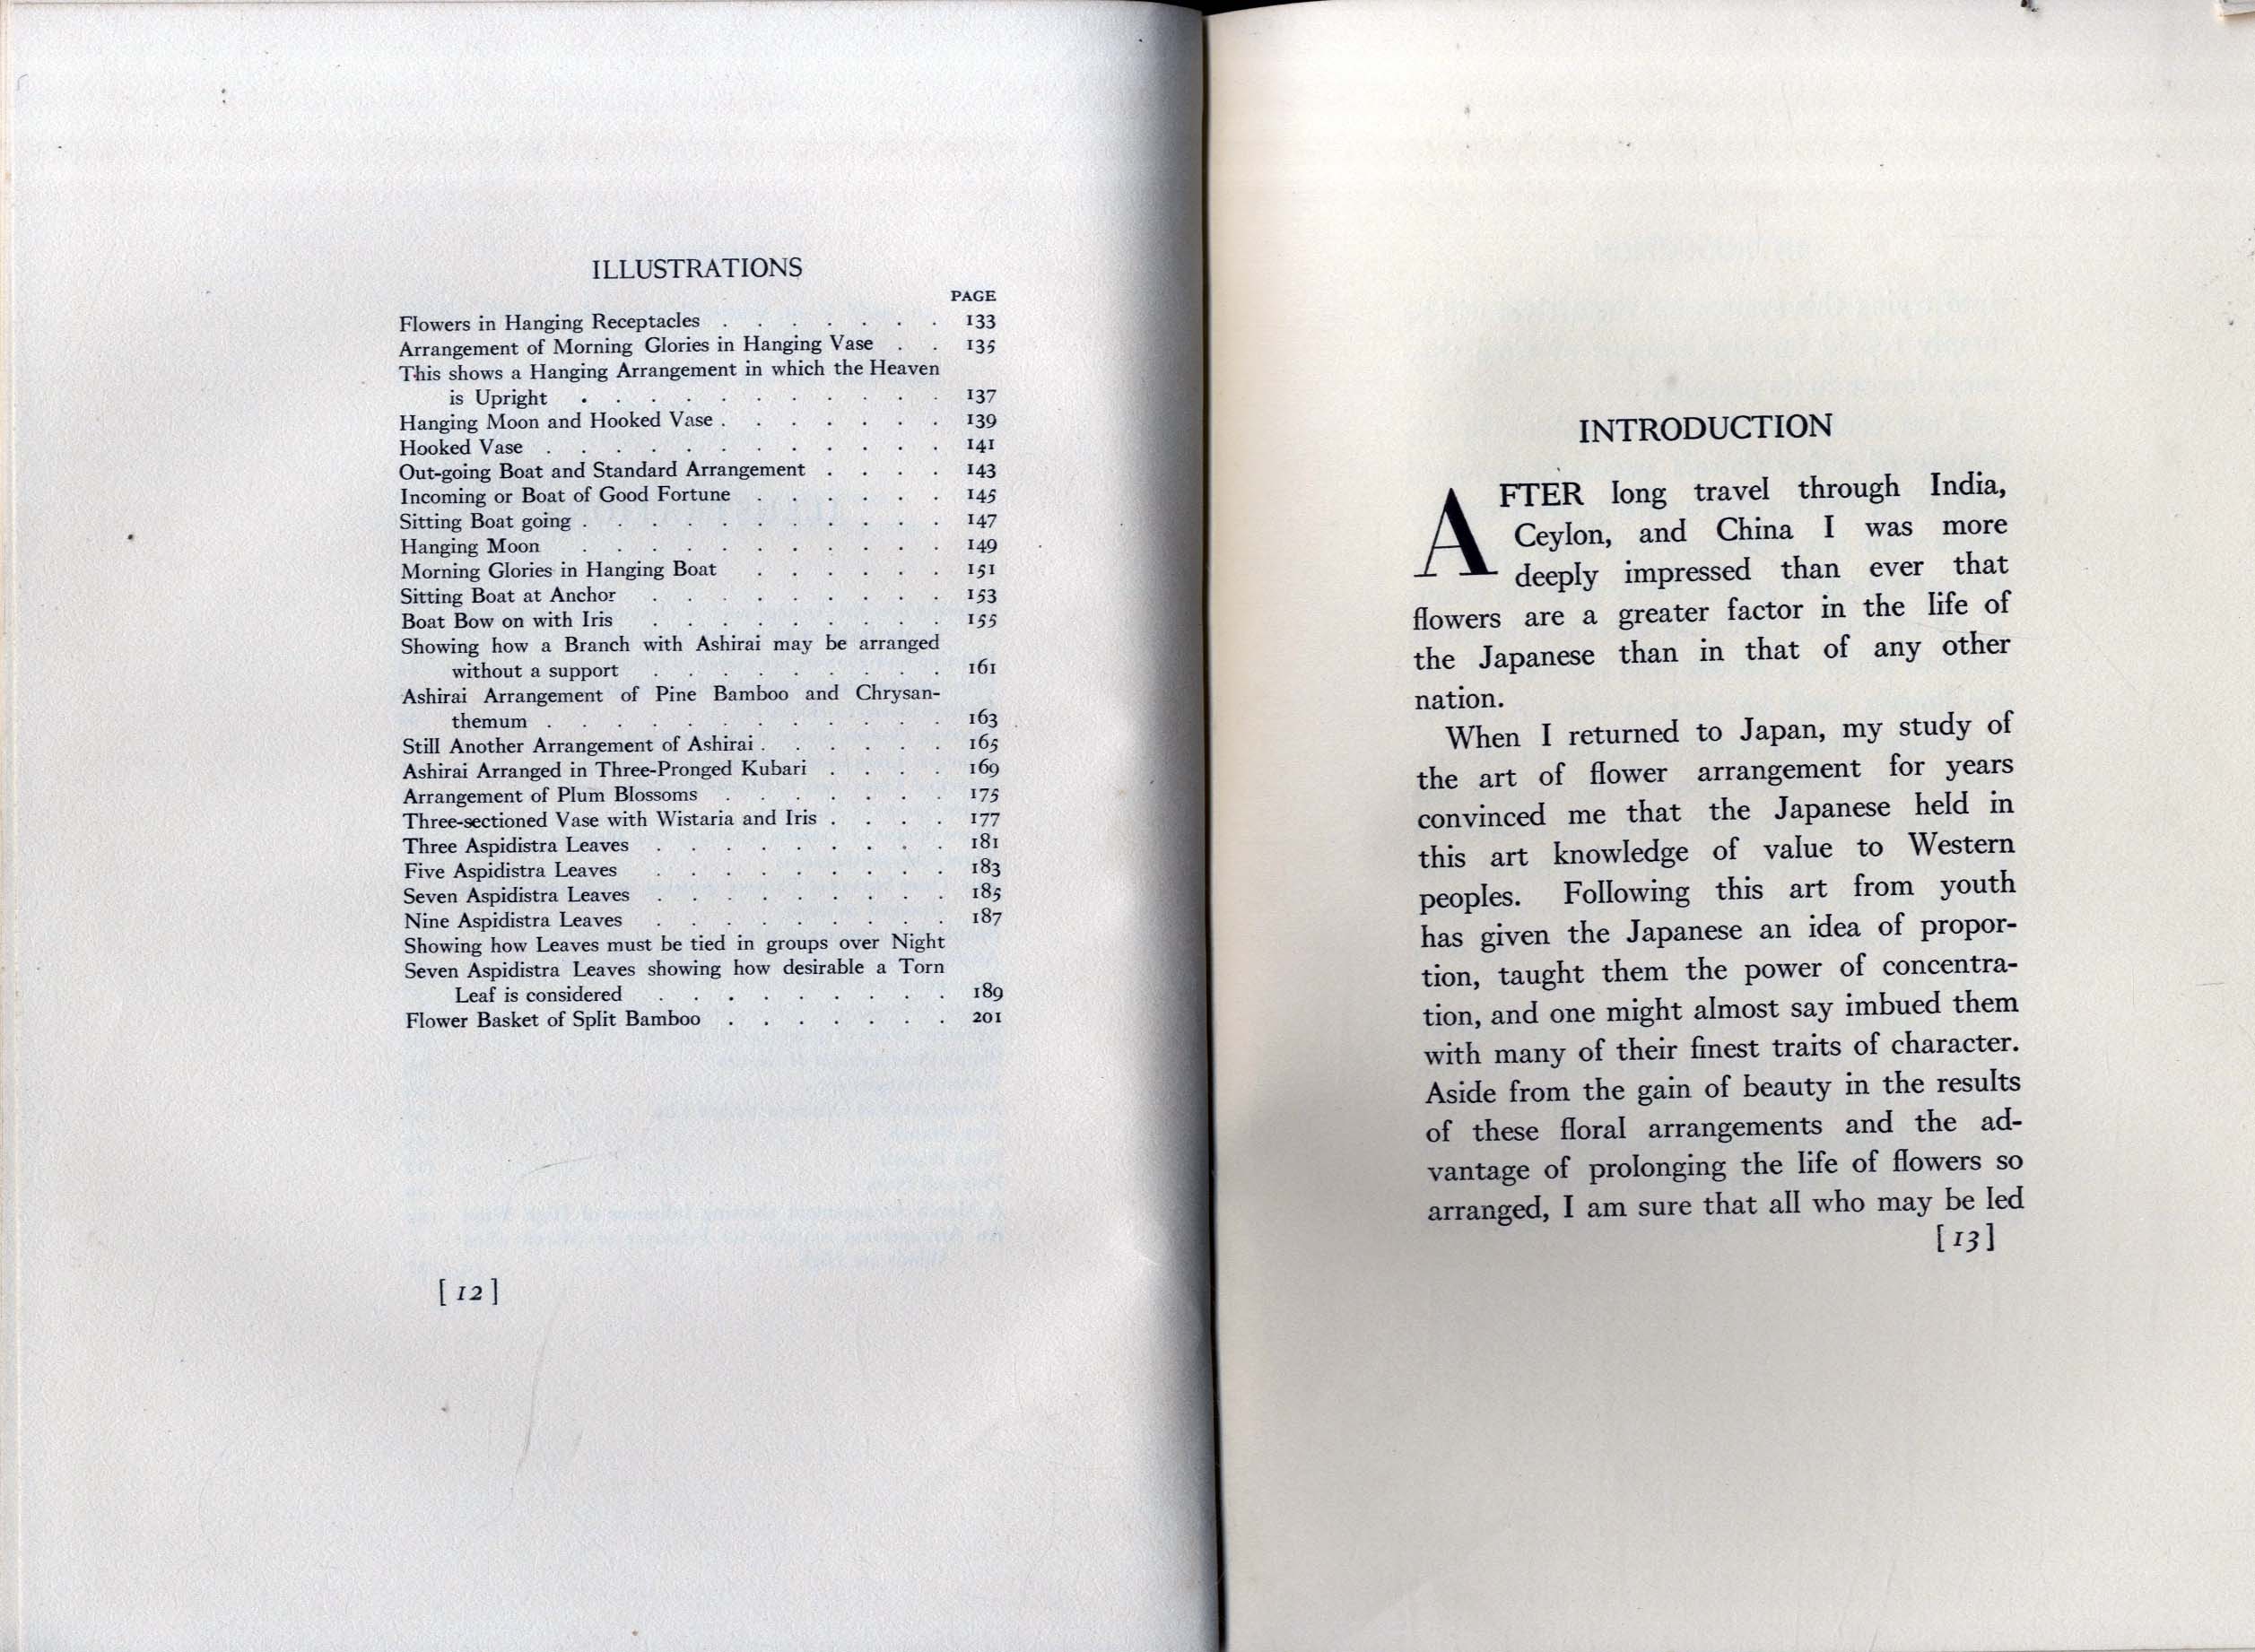 ILLUSTRATIONS
PAGE
Flowers in Hanging Receptacles . . . . . . . 133
Arrangement of Morning Glories in Hanging Vase . . 135
This shows a Hanging Arrangement in which the Heaven
is Upright . . . . . . . . . . . 137
Hanging Moon and Hooked Vase . . . . . . . 139
Hooked Vase . . . . . . . . . . . . 141
Out-going Boat and Standard Arrangement . . . . 143
Incoming or Boat of Good Fortune . . . . . . 145
Sitting Boat going . . . . . . . . . . . 147
Hanging Moon . . . . . . . . . . . 149
Morning Glories in Hanging Boat . . . . . . 151
Sitting Boat at Anchor . . . . . . . . . 153
Boat Bow on with Iris . . . . . . . . . 155
Showing how a Branch with Ashirai may be arranged
without a support . . . . . . . . . 161
Ashirai Arrangement of Pine Bamboo and Chrysan-
themum . . . . . . . . . . . . 163
Still Another Arrangement of Ashirai . . . . . . 165
Ashirai Arranged in Three-Pronged Kubari . . . . 169
Arrangement of Plum Blossoms . . . . . . . 175
Three-sectioned Vase with Wistaria and Iris . . . . 177
Three Aspidistra Leaves . . . . . . . . . 181
Five Aspidistra Leaves . . . . . . . . . 183
Seven Aspidistra Leaves . . . . . . . . . 185
Nine Aspidistra Leaves . . . . . . . . . 187
Showing how Leaves must be tied in groups over Night
Seven Aspidistra Leaves showing how desirable a Torn
Leaf is considered . . . . . . . . . 189
Flower Basket of Split Bamboo . . . . . . . 201
[ 12 ]
INTRODUCTION
AFTER long travel through India,
Ceylon, and China I was more
deeply impressed than ever that
flowers are a greater factor in the life of
the Japanese than in that of any other
nation.
When I returned to Japan, my study of
the art of flower arrangement for years
convinced me that the Japanese held in
this art knowledge of value to Western
peoples. Following this art from youth
has given the Japanese an idea of propor-
tion, taught them the power of concentra-
tion, and one might almost say imbued them
with many of their finest traits of character.
Aside from the gain of beauty in the results
of these floral arrangements and the ad-
vantage of prolonging the life of flowers so
arranged, I am sure that all who may be led
[ 13 ]